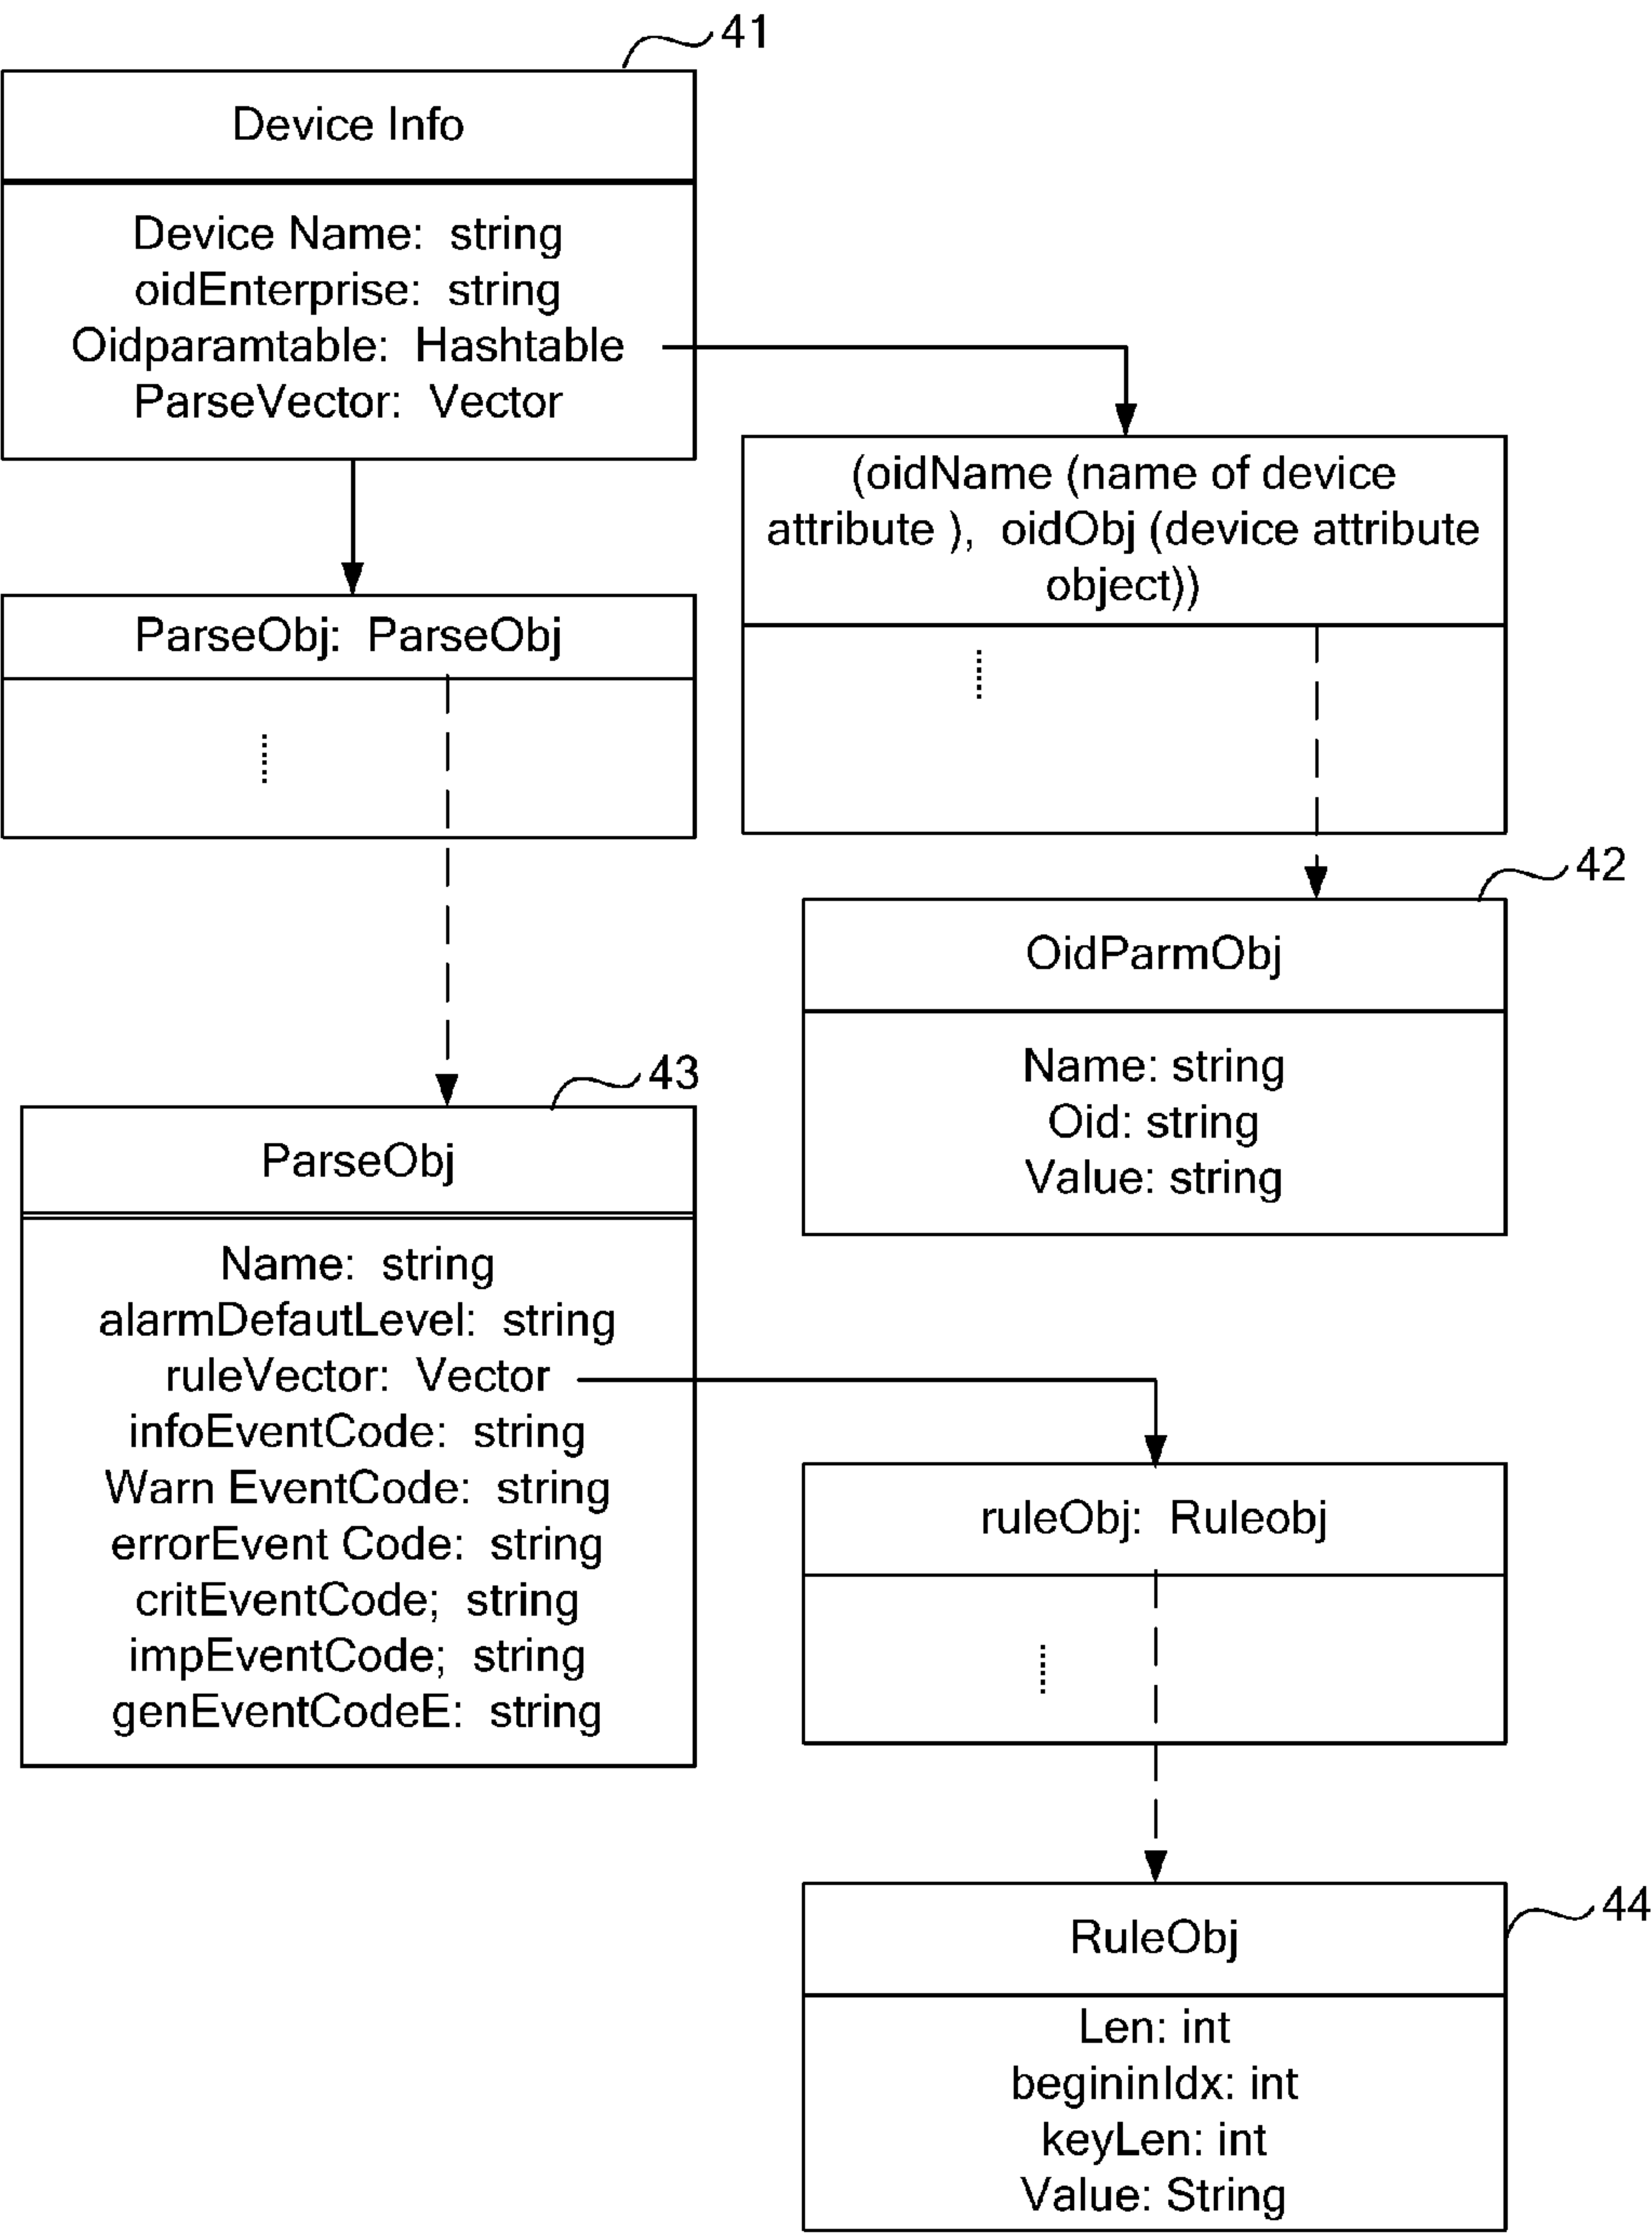 41
Device Info
Device Name: string
oidEnterprise: string
Oidparamtable: Hashtable
ParseVector: Vector
(oidName (name of device
attribute ), oidObj (device attribute
object))
ParseObj: ParseObj
42
OidParmObj
Name: string
Oid: string
Value: string
43
ParseObj
Name: string
alarmDefautLevel: string
ruleVector: Vector
infoEventCode: string
Warn EventCode: string
errorEvent Code: string
critEventCode; string
impEventCode; string
genEventCodeE: string
ruleObj: Ruleobj
44
RuleObj
Len: int
begininIdx: int
keyLen: int
Value: String